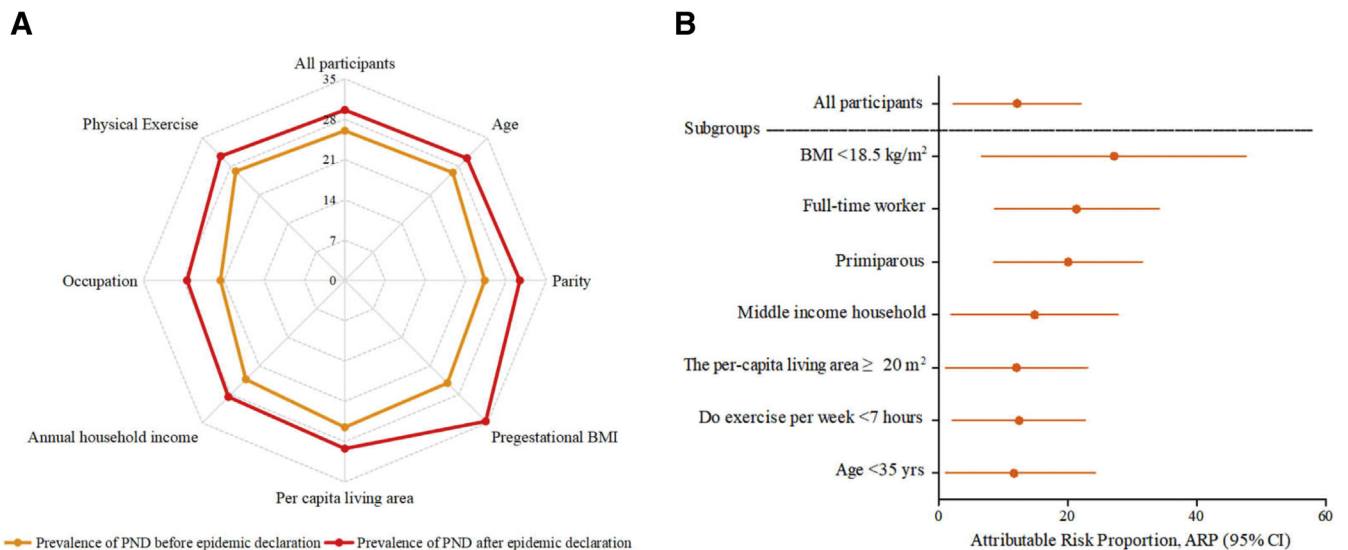 A
All participants
35
28
21
14
7
0
Physical Exercise
Age
Occupation
Parity
Annual household income
Pregestational BMI
Per capita living area
Prevalence of PND before epidemic declaration
Prevalence of PND after epidemic declaration
B
All participants
Subgroups
BMI <18.5 kg/m²
Full-time worker
Primiparous
Middle income household
The per-capita living area ≥ 20 m²
Do exercise per week <7 hours
Age <35 yrs
0 20 40 60
Attributable Risk Proportion, ARP (95% CI)